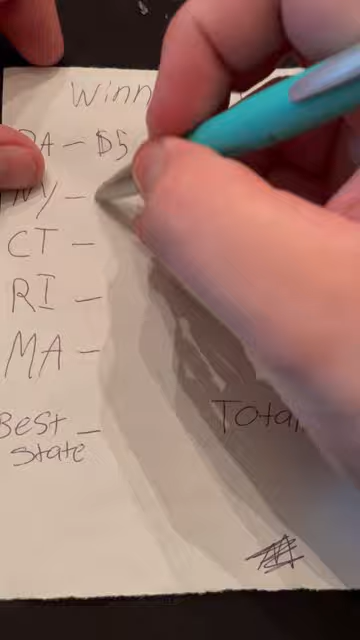 Winn
PA – $5
NY –
CT –
RI –
MA –
Best –
state
Total